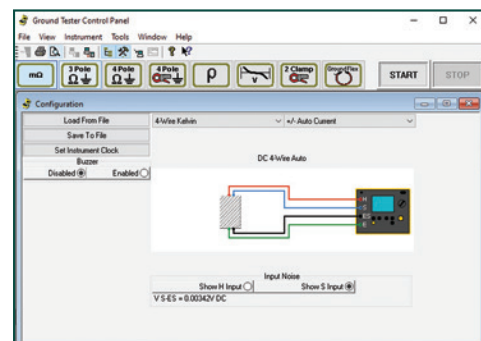 Ground Tester Control Panel
File View Instrument Tools Window Help
mΩ 3 Pole Ω 4 Pole Ω 4 Pole ρ V 2 Clamp GroundFlex START STOP
Configuration
Load From File 4-Wire Kelvin +/- Auto Current
Save To File
Set Instrument Clock
Buzzer DC 4-Wire Auto
Disabled Enabled
H
S
ES
E
Input Noise
Show H Input Show S Input
V S-ES = 0.00342V DC